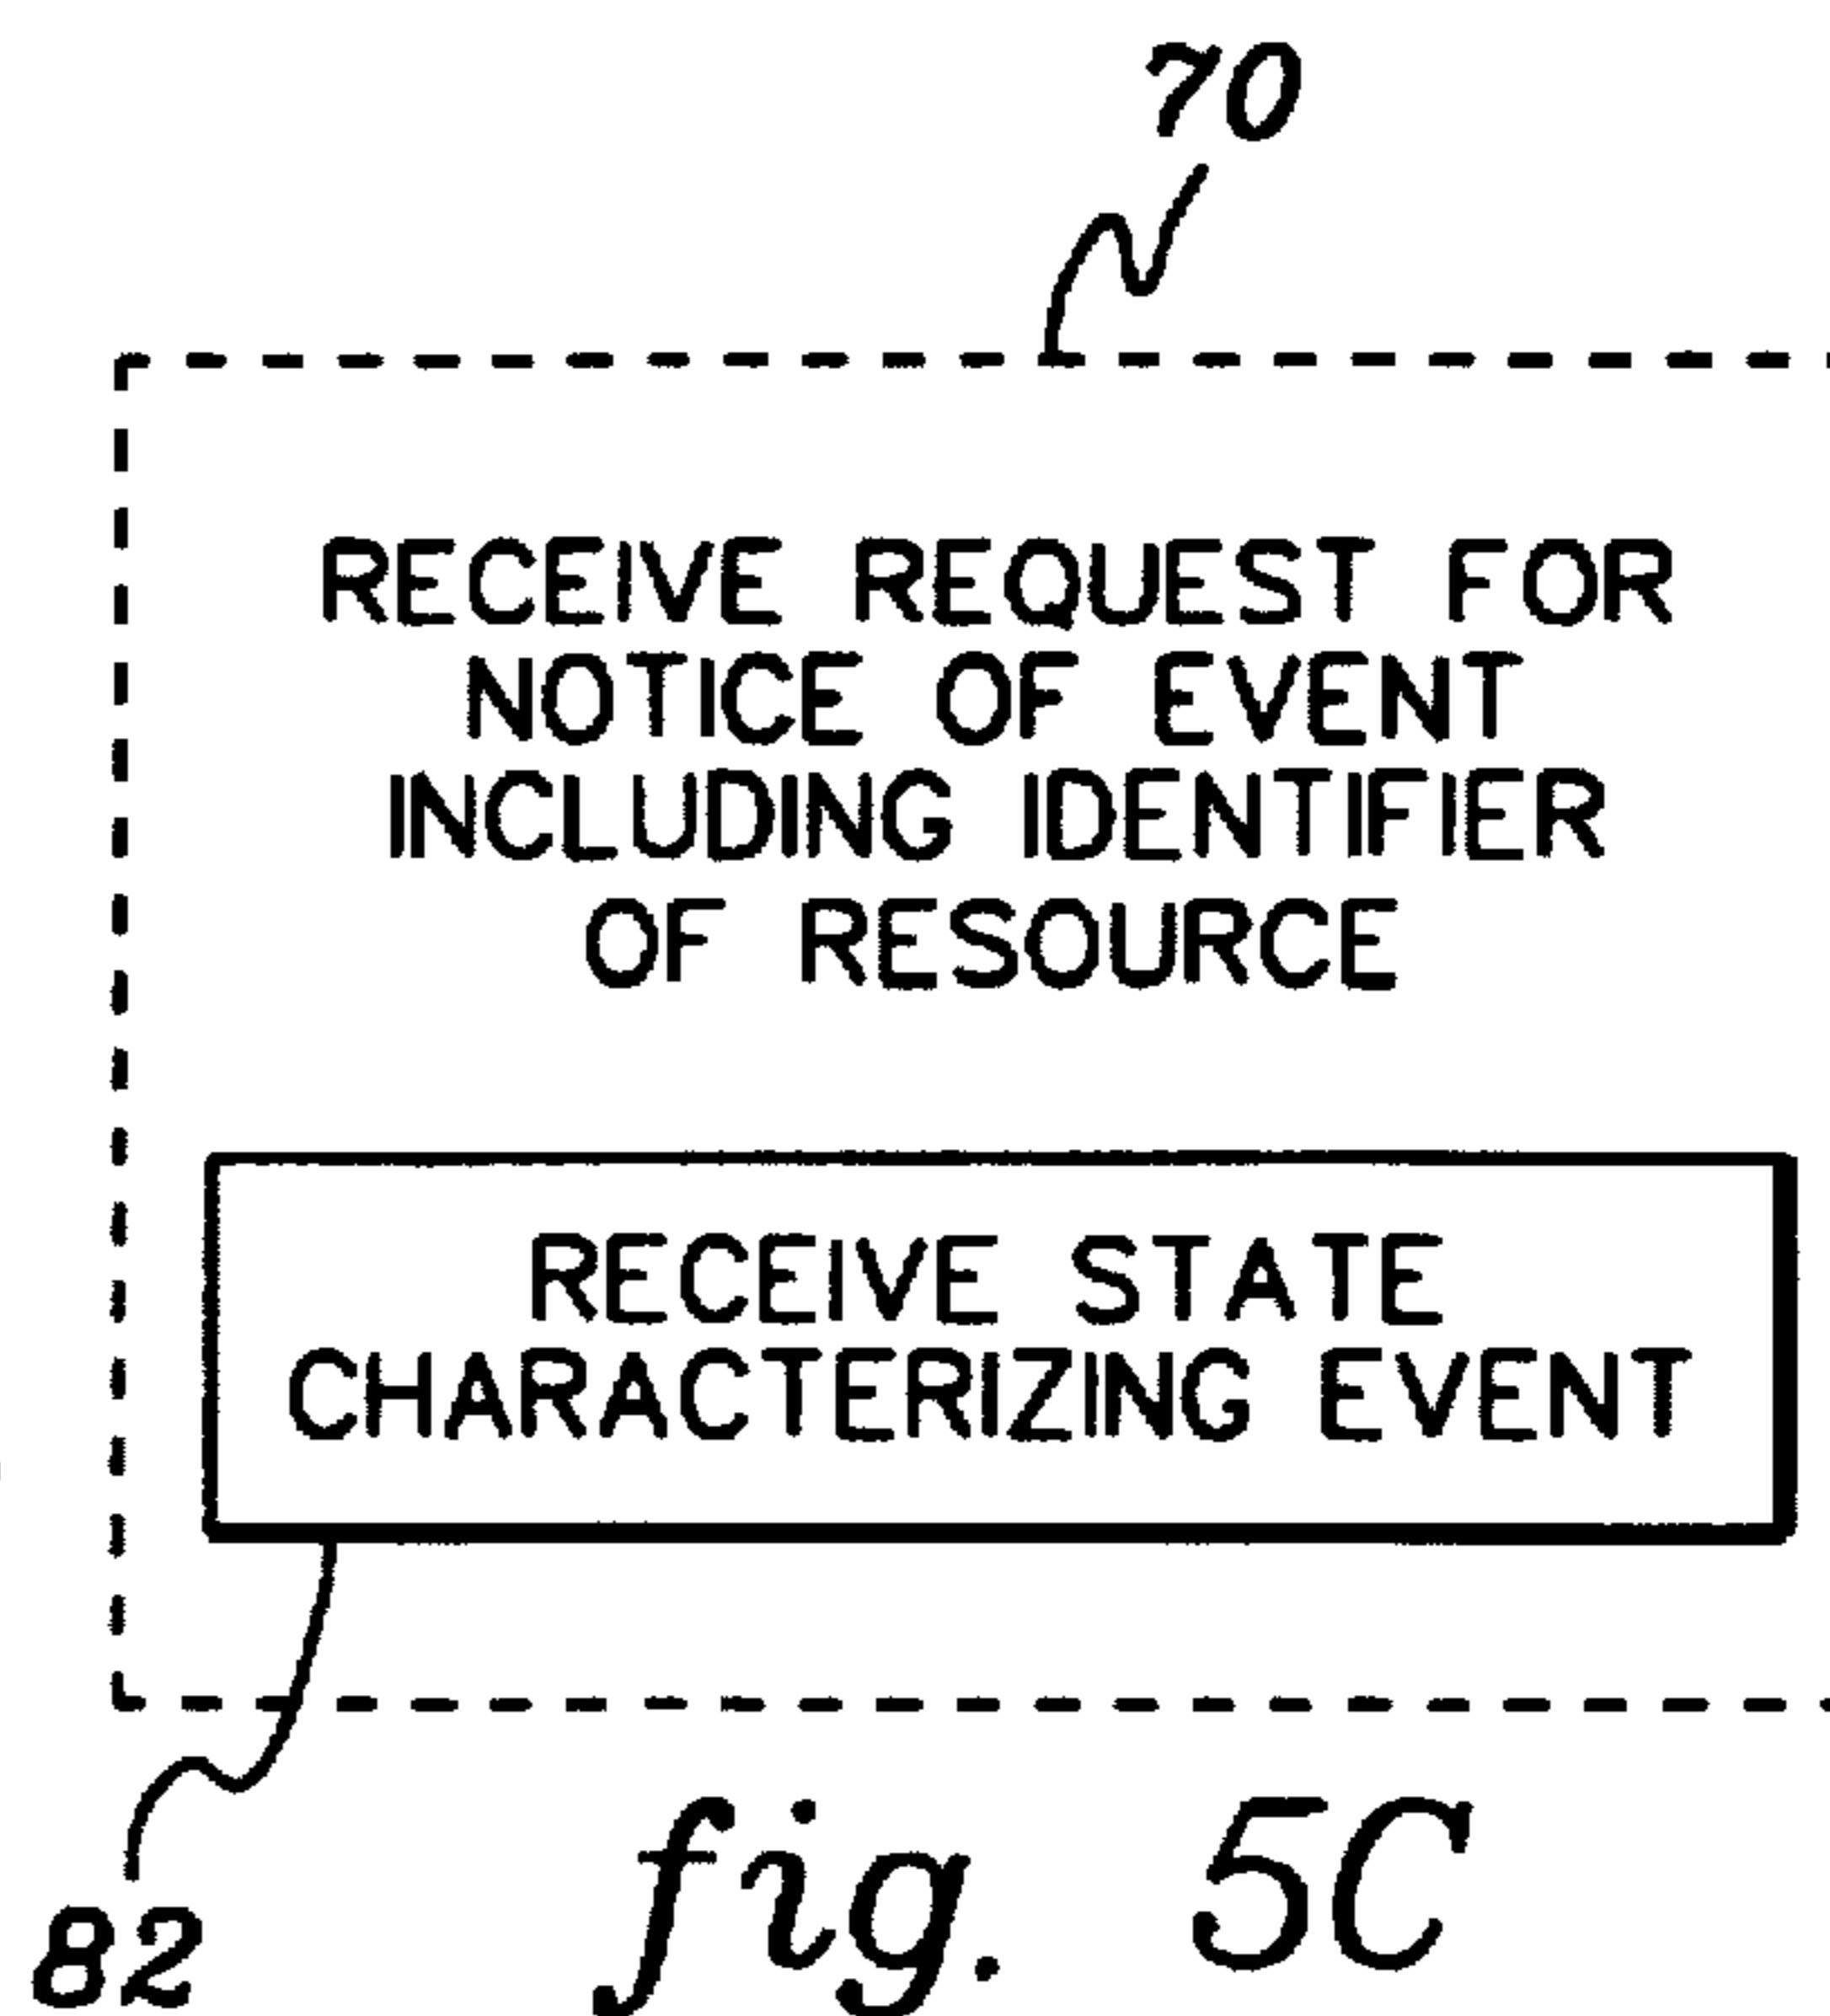 70
RECEIVE REQUEST FOR
NOTICE OF EVENT
INCLUDING IDENTIFIER
OF RESOURCE
RECEIVE STATE
CHARACTERIZING EVENT
82
fig. 5C